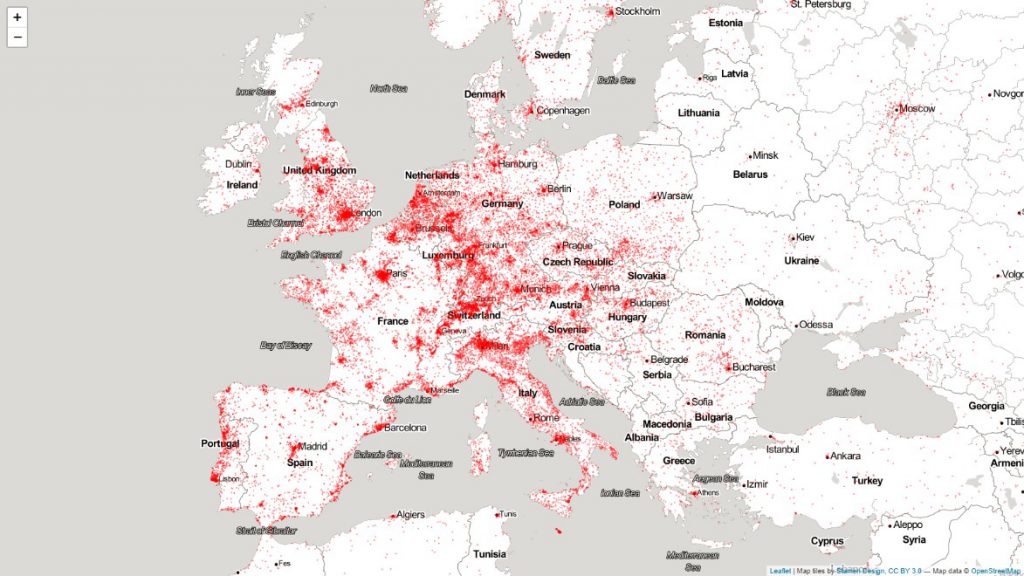 +
−
St. Petersburg
Stockholm
Estonia
Sweden
Inner Seas
North Sea
Baltic Sea
Riga
Latvia
Edinburgh
Denmark
Copenhagen
Lithuania
Moscow
Novgor
Dublin
United Kingdom
Ireland
Netherlands
Hamburg
Minsk
Belarus
Amsterdam
Berlin
Germany
Poland
Warsaw
London
Bristol Channel
Brussels
Kiev
English Channel
Luxembourg
Frankfurt
Prague
Czech Republic
Ukraine
Paris
Slovakia
Volgo
Munich
Vienna
Zurich
Austria
Budapest
Moldova
France
Switzerland
Hungary
Geneva
Slovenia
Odessa
Bay of Biscay
Milan
Croatia
Romania
Belgrade
Bucharest
Serbia
Marseille
Golfe du Lion
Italy
Adriatic Sea
Sofia
Black Sea
Georgia
Rome
Bulgaria
Macedonia
Tbilis
Barcelona
Portugal
Madrid
Naples
Albania
Istanbul
Yerev
Spain
Balearic Sea
Mediterranean
Sea
Tyrrhenian Sea
Greece
Ankara
Armeni
Lisbon
Aegean Sea
Izmir
Turkey
Ionian Sea
Athens
Algiers
Tunis
Strait of Gibraltar
Aleppo
Cyprus
Syria
Fes
Tunisia
Mediterranean
Sea
Leaflet | Map tiles by Stamen Design, CC BY 3.0 — Map data © OpenStreetMap